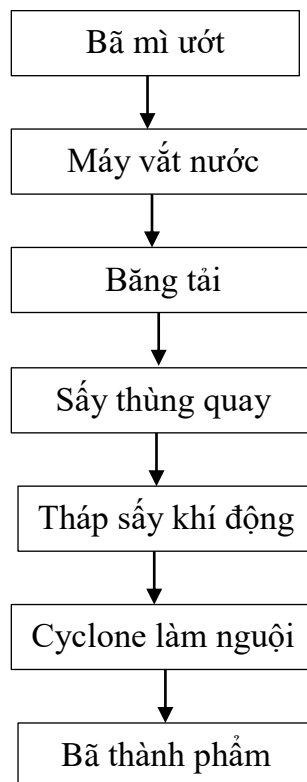 Bã mì ướt
Máy vắt nước
Băng tải
Sấy thùng quay
Tháp sấy khí động
Cyclone làm nguội
Bã thành phẩm